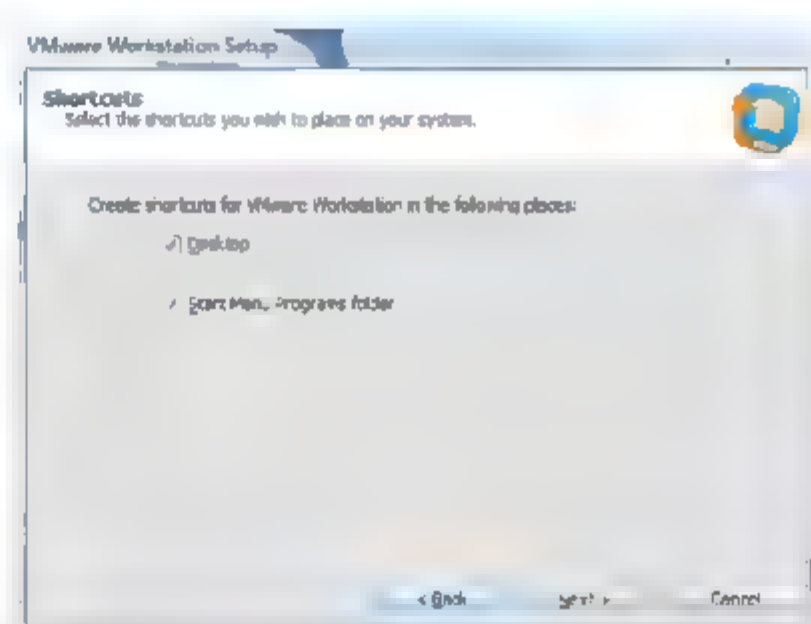 VMware Workstation Setup
Shortcuts
Select the shortcuts you wish to place on your system.
Create shortcuts for VMware Workstation in the following places:
Desktop
Start Menu Programs folder
< Back
Next >
Cancel